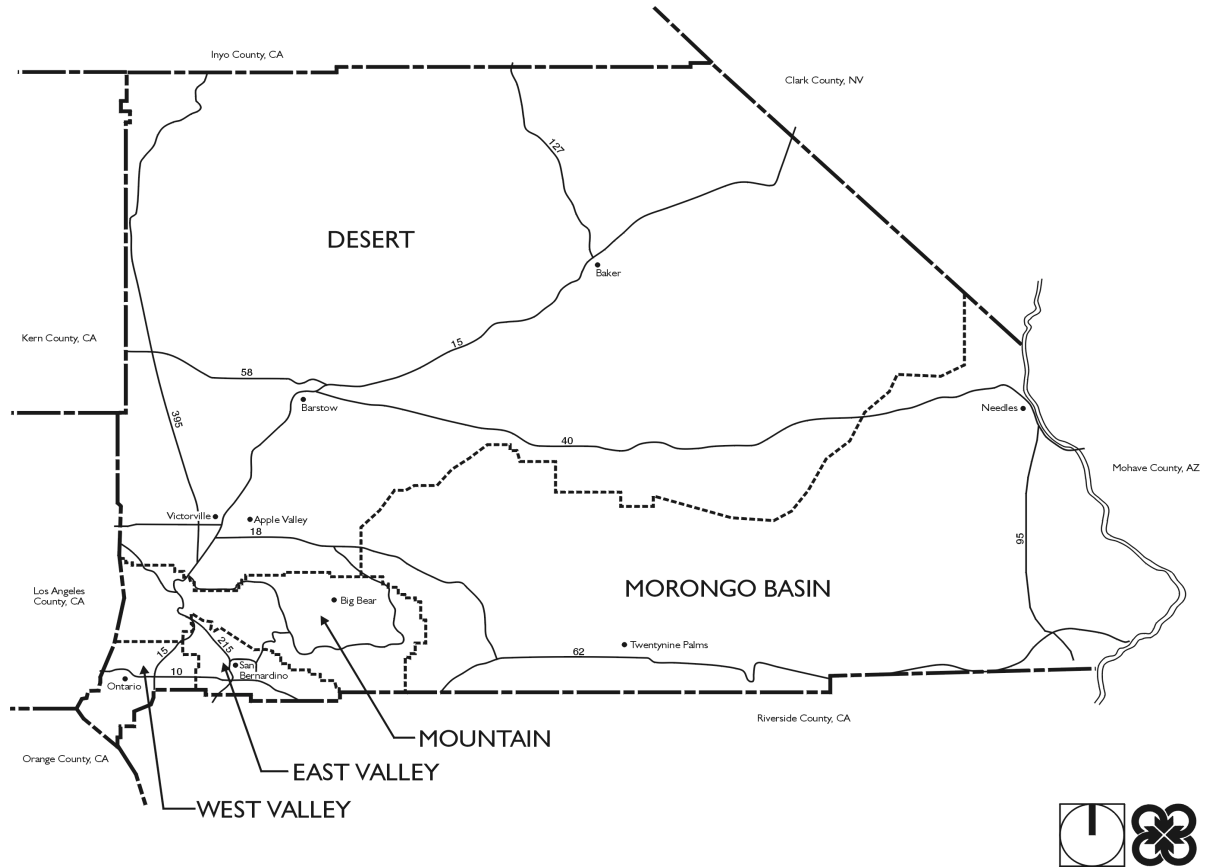 Inyo County, CA
Clark County, NV
127
DESERT
Baker
Kern County, CA
15
58
Barstow
395
Needles
40
Mohave County, AZ
Victorville
Apple Valley
18
95
Los Angeles
County, CA
MORONGO BASIN
Big Bear
15
215
Twentynine Palms
62
San
Bernardino
10
Ontario
Riverside County, CA
MOUNTAIN
Orange County, CA
EAST VALLEY
WEST VALLEY